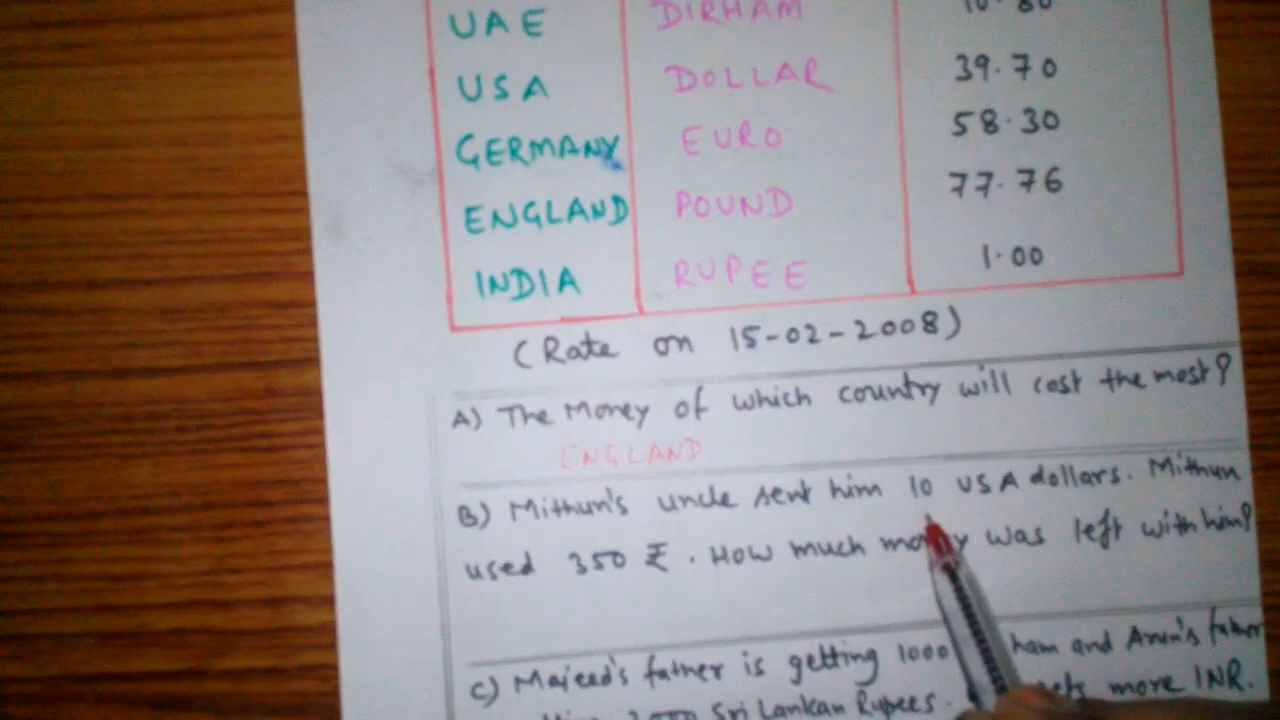 UAE DIRHAM 10.80
USA DOLLAR 39.70
GERMANY EURO 58.30
ENGLAND POUND 77.76
INDIA RUPEE 1.00
(Rate on 15-02-2008)
A) The Money of which country will cost the most?
ENGLAND
B) Mithun's uncle sent him 10 USA dollars. Mithun
used 350 ₹. How much money was left with him?
C) Majeed's father is getting 1000 ham and Arun's father
Sri Lankan Rupees. more INR.